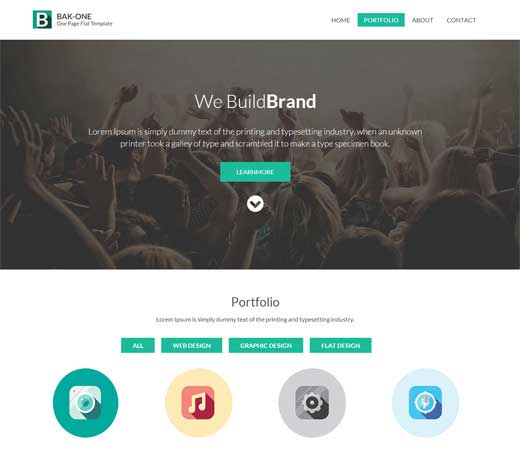 B BAK-ONE
One Page Flat Template
HOME PORTFOLIO ABOUT CONTACT
We BuildBrand
Lorem Ipsum is simply dummy text of the printing and typesetting industry. when an unknown
printer took a galley of type and scrambled it to make a type specimen book.
LEARNMORE
Portfolio
Lorem Ipsum is simply dummy text of the printing and typesetting industry.
ALL WEB DESIGN GRAPHIC DESIGN FLAT DESIGN